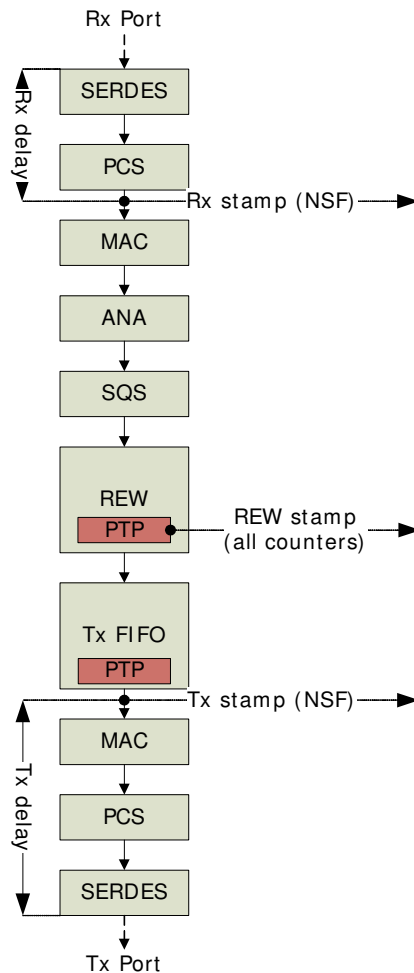 Rx Port
SERDES
Rx delay
PCS
Rx stamp (NSF)
MAC
ANA
SQS
REW
PTP
REW stamp
(all counters)
Tx FIFO
PTP
Tx stamp (NSF)
MAC
Tx delay
PCS
SERDES
Tx Port